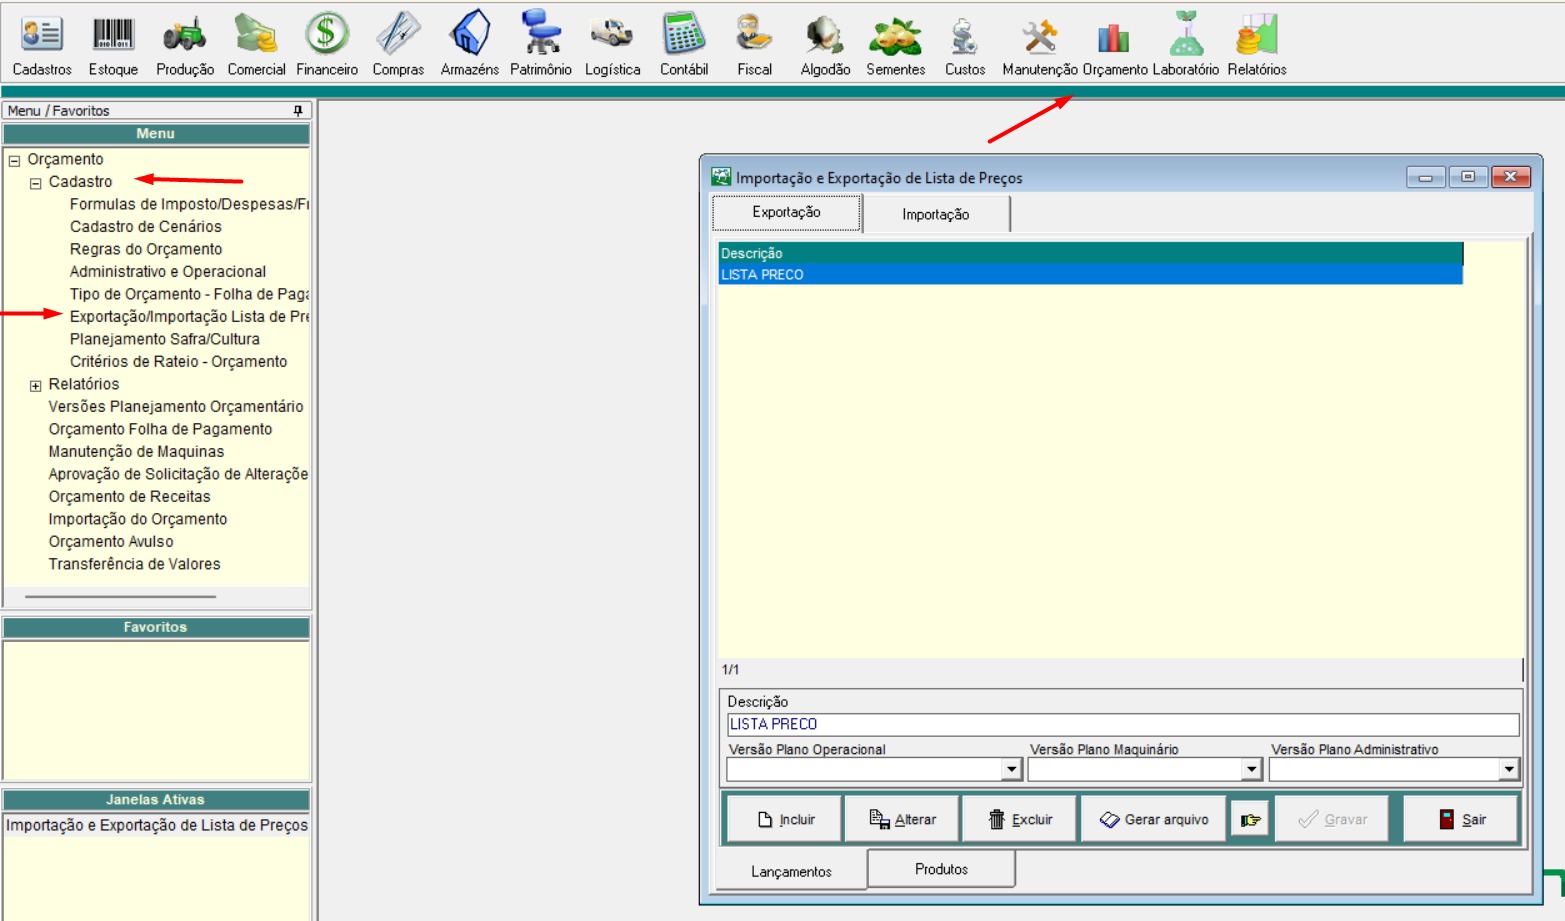 Cadastros Estoque Produção Comercial Financeiro Compras Armazéns Patrimônio Logística Contábil Fiscal Algodão Sementes Custos Manutenção Orçamento Laboratório Relatórios
Menu / Favoritos
Menu
Orçamento
Cadastro
Formulas de Imposto/Despesas/Fr
Cadastro de Cenários
Regras do Orçamento
Administrativo e Operacional
Tipo de Orçamento - Folha de Paga
Exportação/Importação Lista de Pre
Planejamento Safra/Cultura
Critérios de Rateio - Orçamento
Relatórios
Versões Planejamento Orçamentário
Orçamento Folha de Pagamento
Manutenção de Maquinas
Aprovação de Solicitação de Alteraçõe
Orçamento de Receitas
Importação do Orçamento
Orçamento Avulso
Transferência de Valores
Favoritos
Janelas Ativas
Importação e Exportação de Lista de Preços
Importação e Exportação de Lista de Preços
Exportação Importação
Descrição
LISTA PRECO
1/1
Descrição
LISTA PRECO
Versão Plano Operacional Versão Plano Maquinário Versão Plano Administrativo
Incluir Alterar Excluir Gerar arquivo Gravar Sair
Lançamentos Produtos